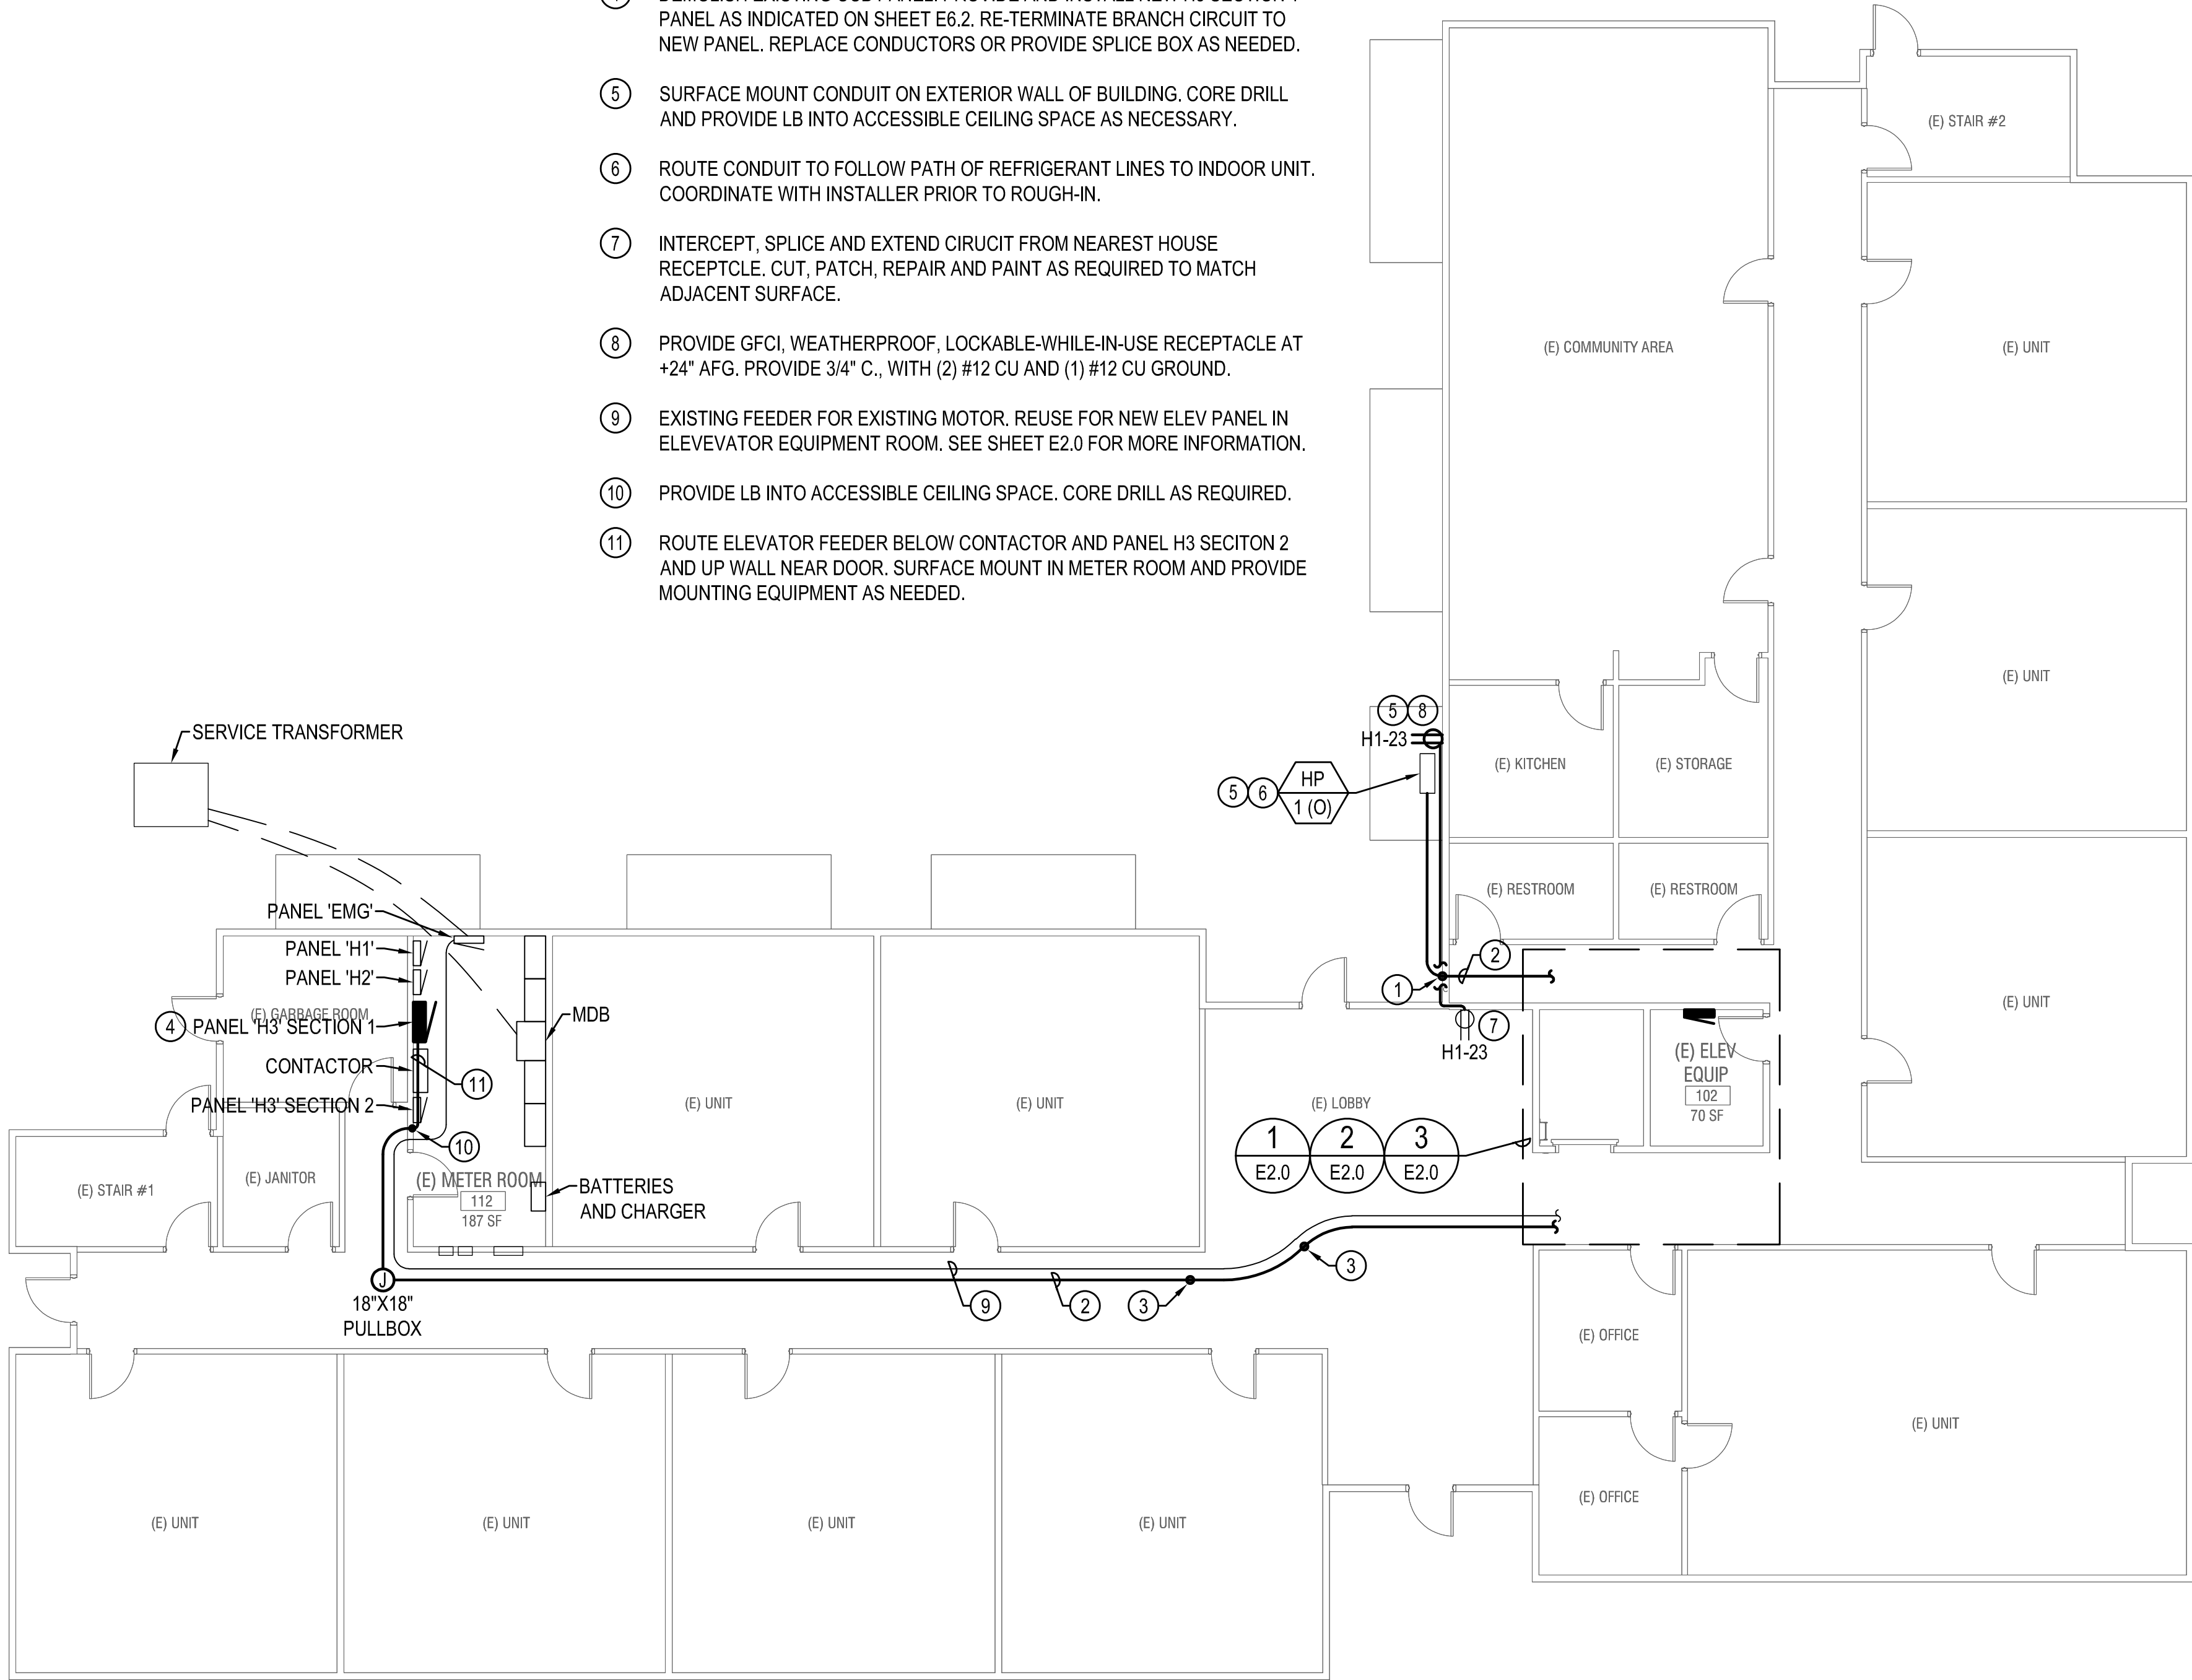 PANEL AS INDICATED ON SHEET E6.2. RE-TERMINATE BRANCH CIRCUIT TO
NEW PANEL. REPLACE CONDUCTORS OR PROVIDE SPLICE BOX AS NEEDED.
5 SURFACE MOUNT CONDUIT ON EXTERIOR WALL OF BUILDING. CORE DRILL
AND PROVIDE LB INTO ACCESSIBLE CEILING SPACE AS NECESSARY.
6 ROUTE CONDUIT TO FOLLOW PATH OF REFRIGERANT LINES TO INDOOR UNIT.
COORDINATE WITH INSTALLER PRIOR TO ROUGH-IN.
7 INTERCEPT, SPLICE AND EXTEND CIRUCIT FROM NEAREST HOUSE
RECEPTCLE. CUT, PATCH, REPAIR AND PAINT AS REQUIRED TO MATCH
ADJACENT SURFACE.
8 PROVIDE GFCI, WEATHERPROOF, LOCKABLE-WHILE-IN-USE RECEPTACLE AT
+24" AFG. PROVIDE 3/4" C., WITH (2) #12 CU AND (1) #12 CU GROUND.
9 EXISTING FEEDER FOR EXISTING MOTOR. REUSE FOR NEW ELEV PANEL IN
ELEVEVATOR EQUIPMENT ROOM. SEE SHEET E2.0 FOR MORE INFORMATION.
10 PROVIDE LB INTO ACCESSIBLE CEILING SPACE. CORE DRILL AS REQUIRED.
11 ROUTE ELEVATOR FEEDER BELOW CONTACTOR AND PANEL H3 SECITON 2
AND UP WALL NEAR DOOR. SURFACE MOUNT IN METER ROOM AND PROVIDE
MOUNTING EQUIPMENT AS NEEDED.
(E) STAIR #2
(E) COMMUNITY AREA
(E) UNIT
(E) UNIT
SERVICE TRANSFORMER
5 8
H1-23
5 6
HP
1 (O)
(E) KITCHEN
(E) STORAGE
(E) RESTROOM
(E) RESTROOM
PANEL 'EMG'
PANEL 'H1'
PANEL 'H2'
(E) GARBAGE ROOM
4 PANEL 'H3' SECTION 1
CONTACTOR
11
PANEL 'H3' SECTION 2
10
MDB
2
1
7
H1-23
(E) UNIT
(E) ELEV
EQUIP
102
70 SF
(E) UNIT
(E) UNIT
(E) LOBBY
1
E2.0
2
E2.0
3
E2.0
(E) STAIR #1
(E) JANITOR
(E) METER ROOM
112
187 SF
BATTERIES
AND CHARGER
J
18"X18"
PULLBOX
9
2
3
3
(E) OFFICE
(E) UNIT
(E) OFFICE
(E) UNIT
(E) UNIT
(E) UNIT
(E) UNIT